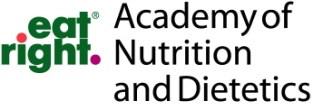 eat®
right.
Academy of
Nutrition
and Dietetics